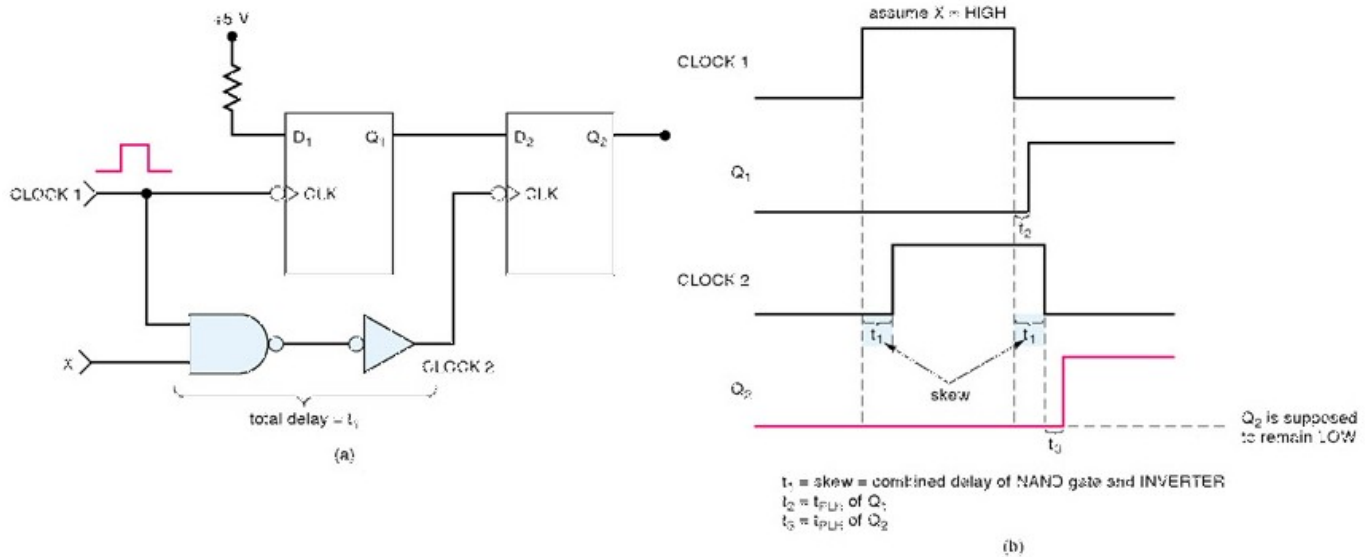 +5 V
D₁
Q₁
D₂
Q₂
CLOCK 1
CLK
CLK
X
CLOCK 2
total delay = t₁
(a)
assume X = HIGH
CLOCK 1
Q₁
t₂
CLOCK 2
t₁
t₁
skew
Q₂
t₃
Q₂ is supposed
to remain LOW
t₁ = skew = combined delay of NAND gate and INVERTER
t₂ = tPLH of Q₁
t₃ = tPLH of Q₂
(b)